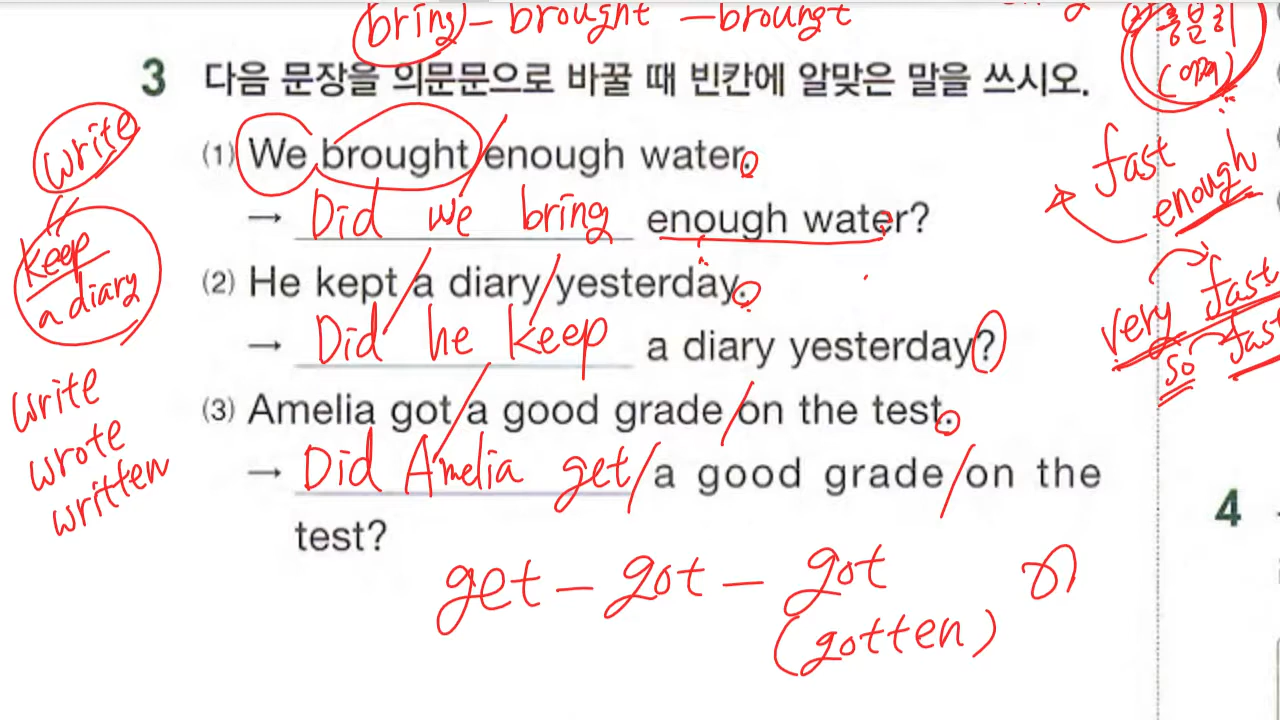 bring – brought – broungt
3 다음 문장을 의문문으로 바꿀 때 빈칸에 알맞은 말을 쓰시오.
(1) We brought / enough water.
→ Did we bring enough water?
(2) He kept / a diary / yesterday.
→ Did he keep a diary yesterday?
(3) Amelia got / a good grade / on the test.
→ Did Amelia get / a good grade / on the
test?
get – got – got
(gotten)
write
keep
a diary
write
wrote
written
fast
enough
very fast
so fast
4